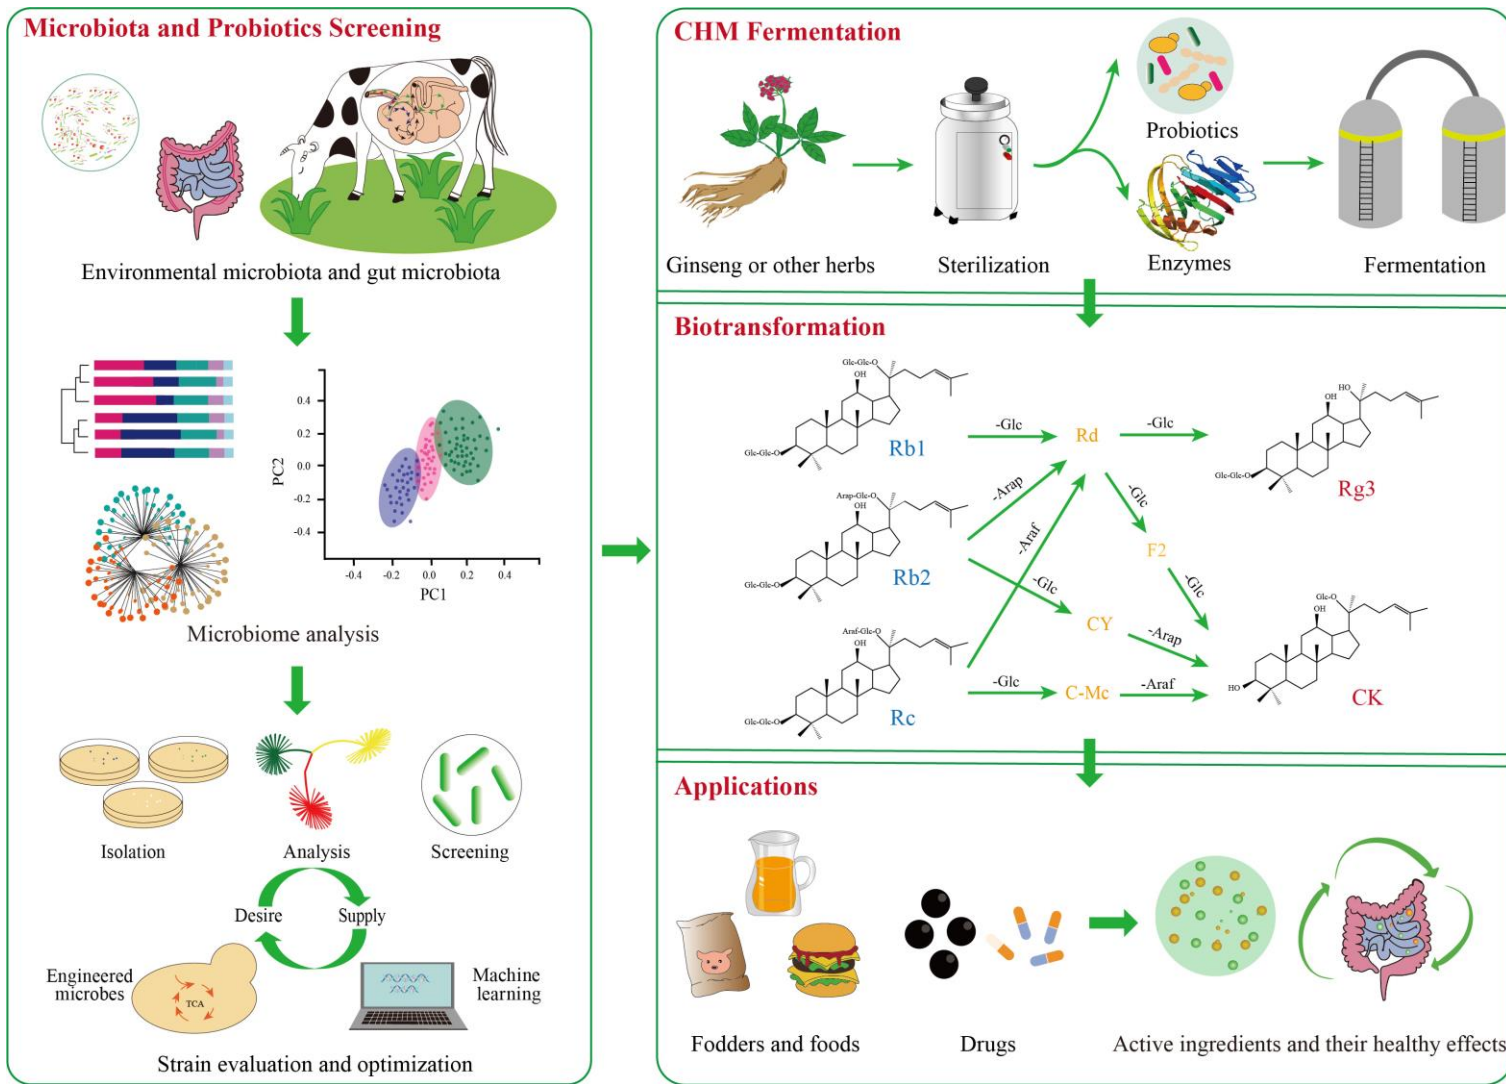 Microbiota and Probiotics Screening
Environmental microbiota and gut microbiota
0.4
0.2
0.0
-0.2
-0.4
PC2
-0.4
-0.2
0.0
0.2
0.4
PC1
Microbiome analysis
Isolation
Analysis
Screening
Desire
Supply
Engineered
microbes
TCA
Machine
learning
Strain evaluation and optimization
CHM Fermentation
Probiotics
Ginseng or other herbs
Sterilization
Enzymes
Fermentation
Biotransformation
Glc-Glc-O
OH
Glc-Glc-O
Rb1
-Glc
Rd
-Glc
HO
OH
Glc-Glc-O
Rg3
Arap-Glc-O
OH
Glc-Glc-O
Rb2
-Arap
-Araf
-Glc
-Glc
F2
-Glc
CY
-Arap
Araf-Glc-O
OH
Glc-Glc-O
Rc
-Glc
C-Mc
-Araf
Glc-O
OH
HO
CK
Applications
Fodders and foods
Drugs
Active ingredients and their healthy effects